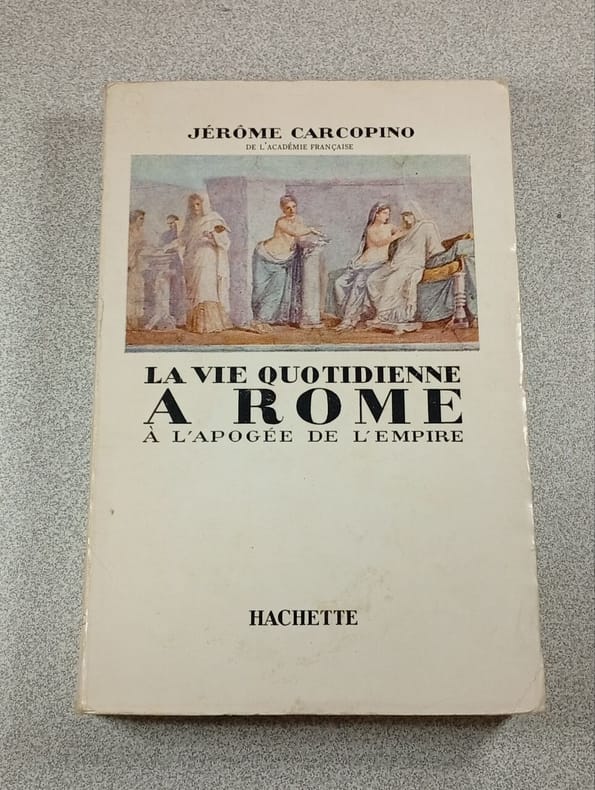 JÉRÔME CARCOPINO
DE L'ACADÉMIE FRANÇAISE
LA VIE QUOTIDIENNE
A ROME
À L'APOGÉE DE L'EMPIRE
HACHETTE